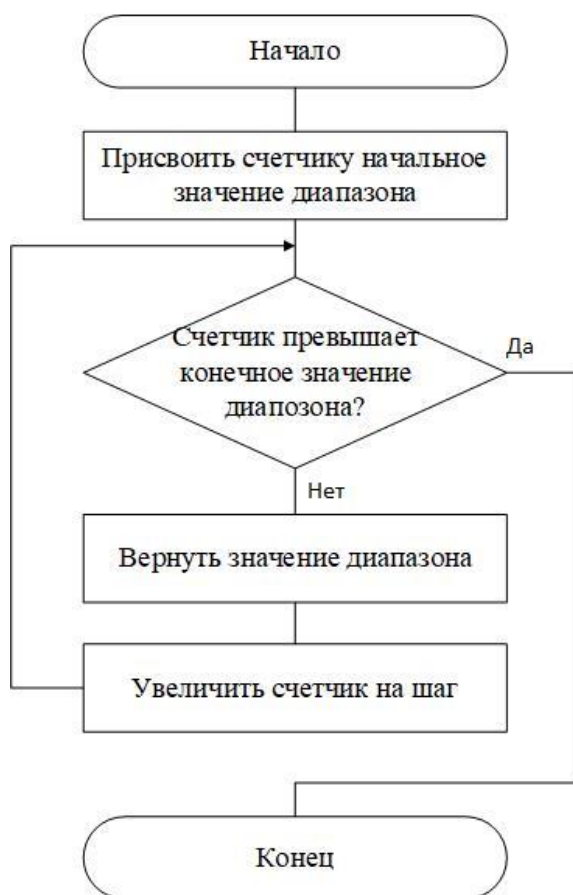 Начало
Присвоить счетчику начальное
значение диапазона
Счетчик превышает
конечное значение
диапозона?
Да
Нет
Вернуть значение диапазона
Увеличить счетчик на шаг
Конец